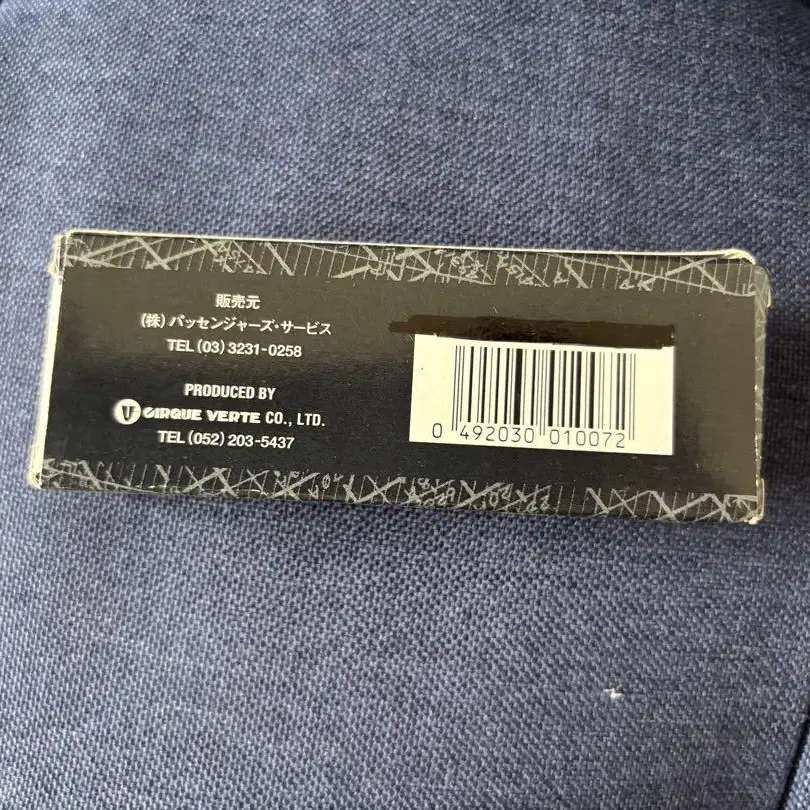 販売元
(株)パッセンジャーズ・サービス
TEL (03) 3231-0258
PRODUCED BY
V CIRQUE VERTE CO., LTD.
TEL (052) 203-5437
0 492030 010072